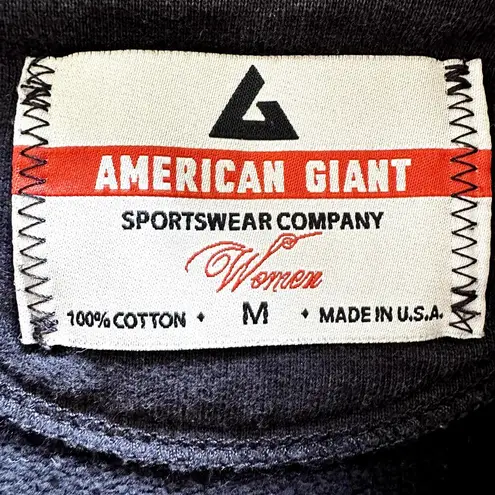 AMERICAN GIANT
SPORTSWEAR COMPANY
Women
100% COTTON • M • MADE IN U.S.A.